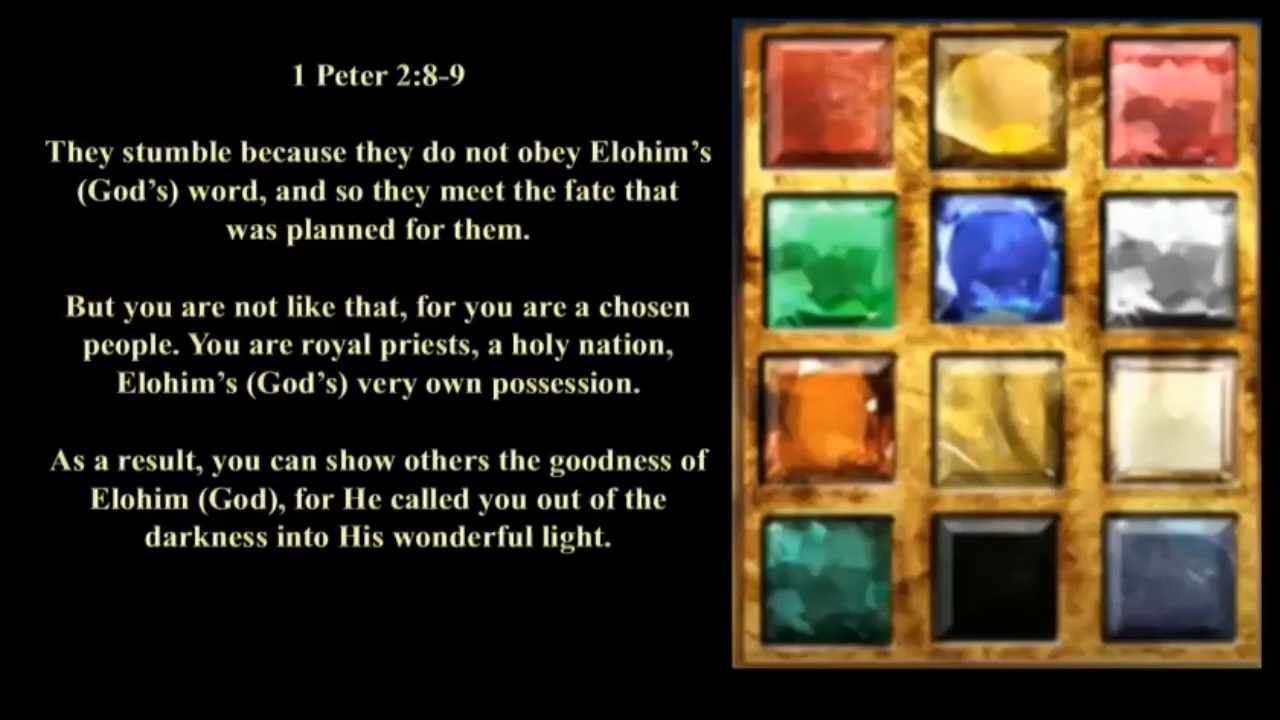 1 Peter 2:8-9
They stumble because they do not obey Elohim's
(God's) word, and so they meet the fate that
was planned for them.
But you are not like that, for you are a chosen
people. You are royal priests, a holy nation,
Elohim's (God's) very own possession.
As a result, you can show others the goodness of
Elohim (God), for He called you out of the
darkness into His wonderful light.